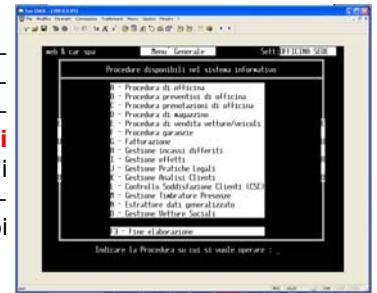 web & car spa Menu' Generale Sett:OFFICINA SEDE
Procedure disponibili nel sistema informativo
A - Procedura di officina
B - Procedura preventivi di officina
C - Procedura prenotazioni di officina
D - Procedura di magazzino
E - Procedura di vendita vetture/veicoli
F - Procedura garanzie
G - Fatturazione
H - Gestione incassi differiti
I - Gestione effetti
J - Gestione Pratiche Legali
K - Gestione Analisi Clienti
L - Controllo Soddisfazione Clienti (CSC)
M - Gestione Timbrature Presenze
N - Estrattore dati generalizzato
O - Gestione Vetture Sociali
F3 - Fine elaborazione
Indicare la Procedura su cui si vuole operare : _
i
i